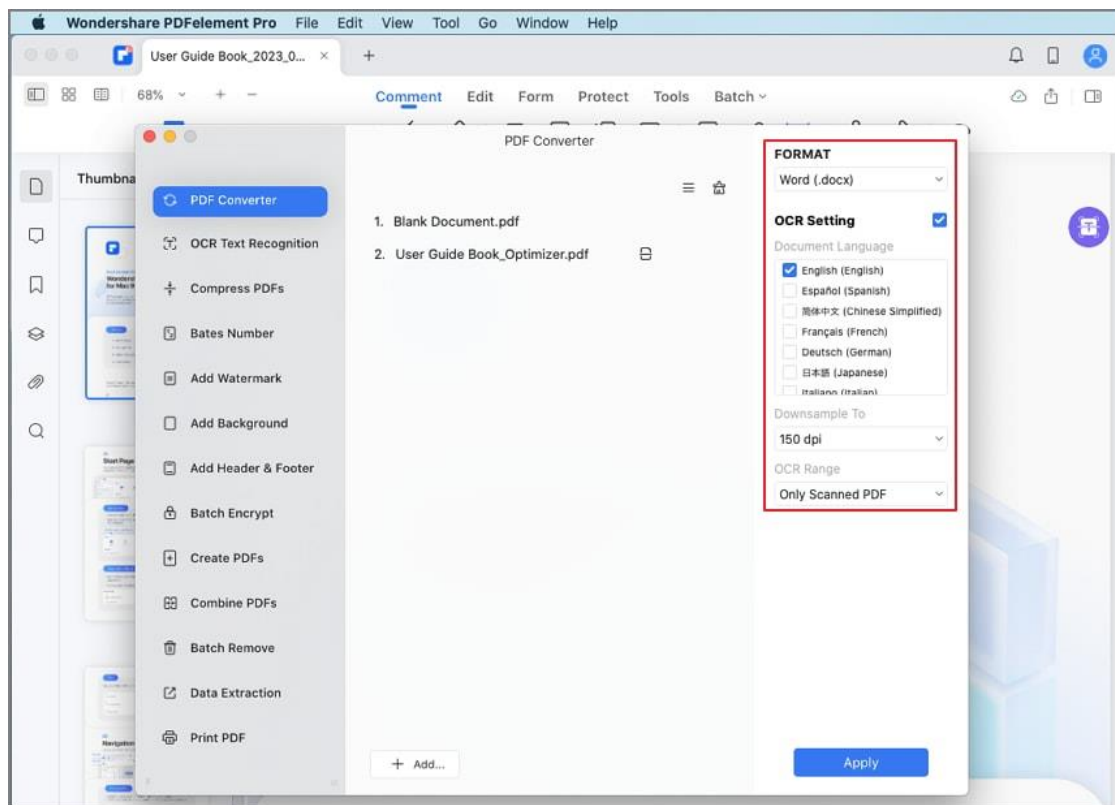 Wondershare PDFelement Pro File Edit View Tool Go Window Help
User Guide Book_2023_0... × +
68% + − Comment Edit Form Protect Tools Batch
Thumbna
PDF Converter
PDF Converter
OCR Text Recognition
Compress PDFs
Bates Number
Add Watermark
Add Background
Add Header & Footer
Batch Encrypt
Create PDFs
Combine PDFs
Batch Remove
Data Extraction
Print PDF
1. Blank Document.pdf
2. User Guide Book_Optimizer.pdf
+ Add...
FORMAT
Word (.docx)
OCR Setting
Document Language
English (English)
Español (Spanish)
简体中文 (Chinese Simplified)
Français (French)
Deutsch (German)
日本語 (Japanese)
Italiano (Italian)
Downsample To
150 dpi
OCR Range
Only Scanned PDF
Apply
Start Page
Navigation